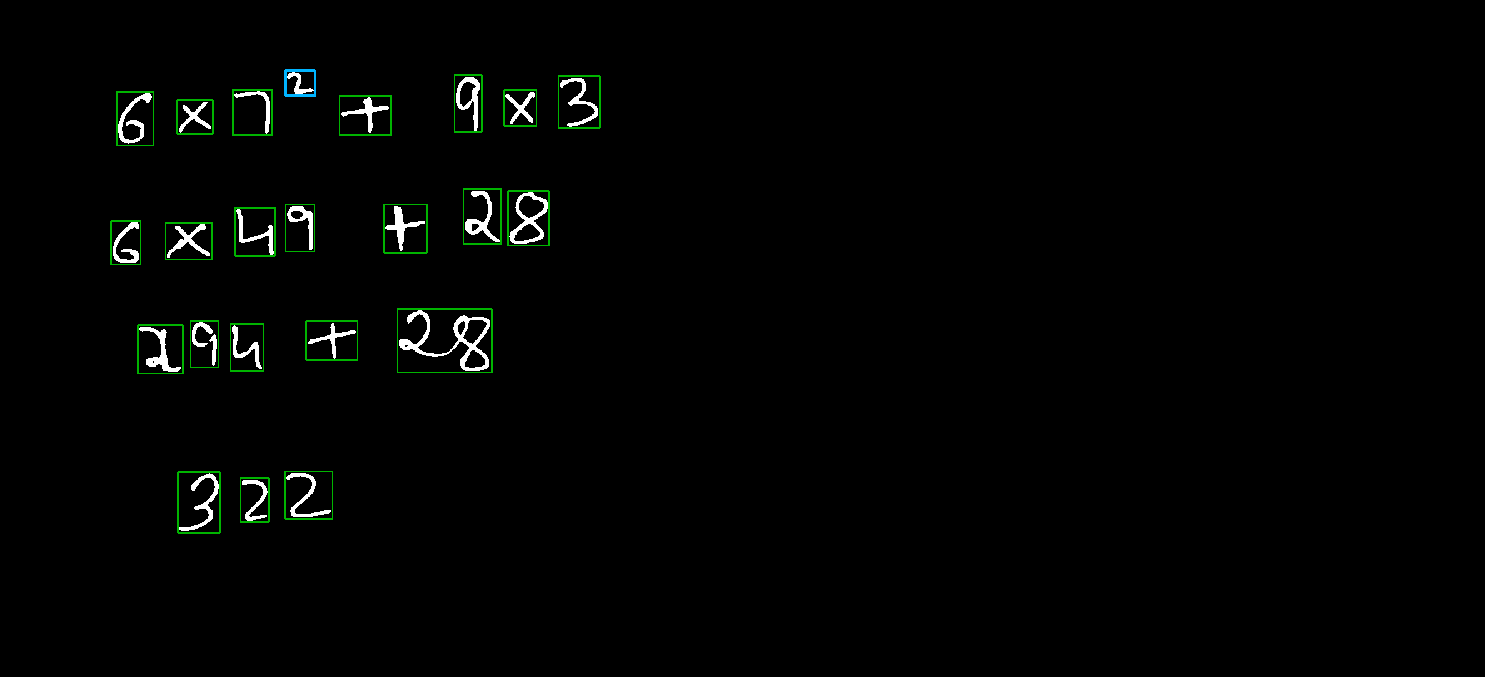 6 × 7² + 9 × 3
6 × 49 + 28
294 + 28
322